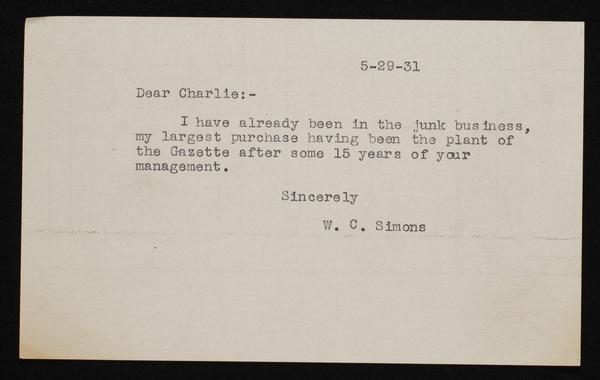 5-29-31
Dear Charlie:-
I have already been in the junk business,
my largest purchase having been the plant of
the Gazette after some 15 years of your
management.
Sincerely
W. C. Simons